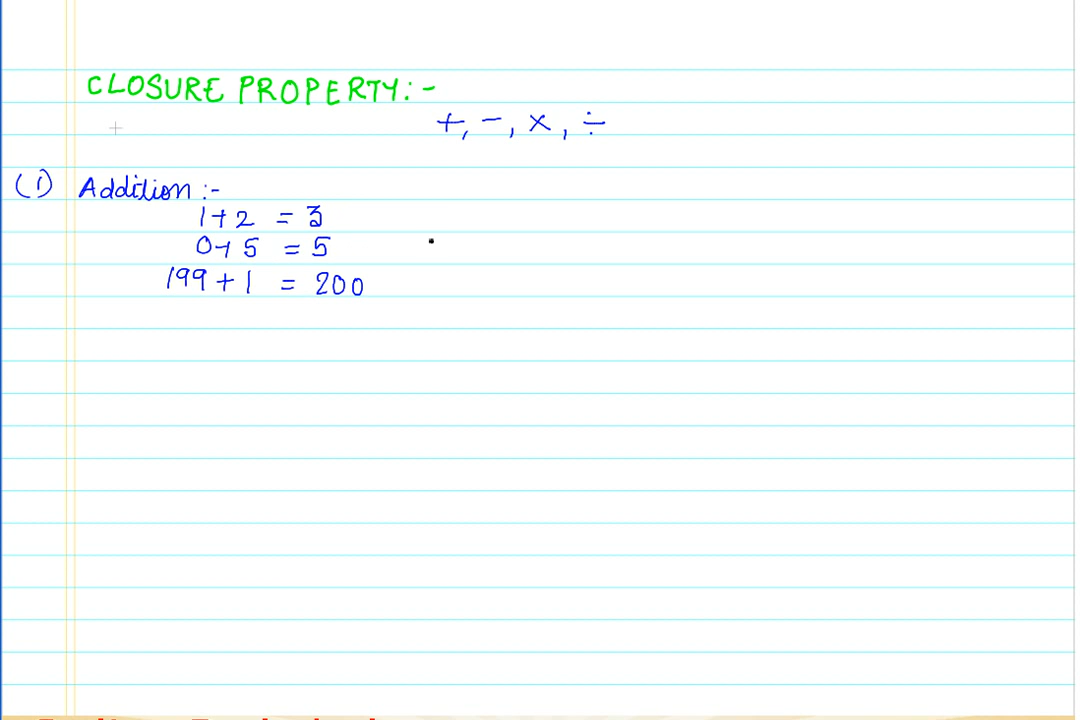 CLOSURE PROPERTY:-
+, -, ×, ÷
(1) Addition :-
1+2 = 3
0+5 = 5
199+1 = 200